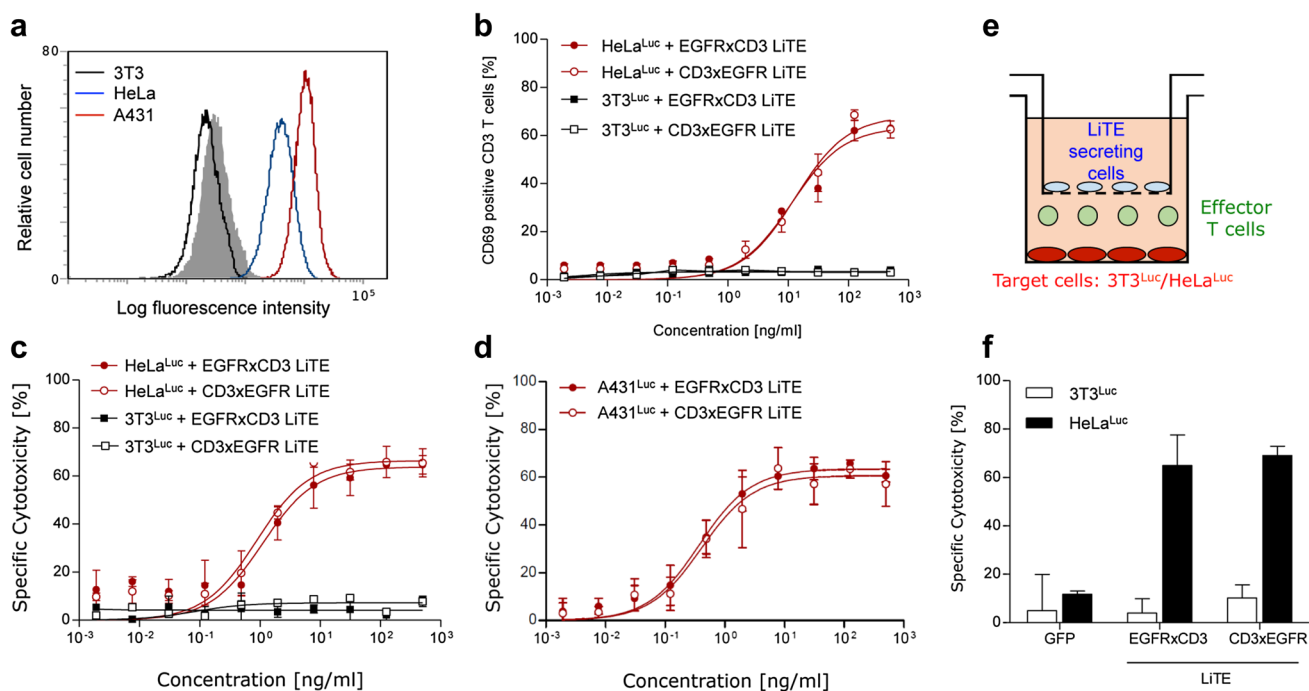 a
80
3T3
HeLa
A431
Relative cell number
0
10⁵
Log fluorescence intensity
b
HeLaᴸᵘᶜ + EGFRxCD3 LiTE
HeLaᴸᵘᶜ + CD3xEGFR LiTE
3T3ᴸᵘᶜ + EGFRxCD3 LiTE
3T3ᴸᵘᶜ + CD3xEGFR LiTE
CD69 positive CD3 T cells [%]
100
80
60
40
20
0
10⁻³ 10⁻² 10⁻¹ 10⁰ 10¹ 10² 10³
Concentration [ng/ml]
e
LiTE
secreting
cells
Effector
T cells
Target cells: 3T3ᴸᵘᶜ/HeLaᴸᵘᶜ
c
HeLaᴸᵘᶜ + EGFRxCD3 LiTE
HeLaᴸᵘᶜ + CD3xEGFR LiTE
3T3ᴸᵘᶜ + EGFRxCD3 LiTE
3T3ᴸᵘᶜ + CD3xEGFR LiTE
Specific Cytotoxicity [%]
100
80
60
40
20
0
10⁻³ 10⁻² 10⁻¹ 10⁰ 10¹ 10² 10³
Concentration [ng/ml]
d
A431ᴸᵘᶜ + EGFRxCD3 LiTE
A431ᴸᵘᶜ + CD3xEGFR LiTE
Specific Cytotoxicity [%]
100
80
60
40
20
0
10⁻³ 10⁻² 10⁻¹ 10⁰ 10¹ 10² 10³
Concentration [ng/ml]
f
3T3ᴸᵘᶜ
HeLaᴸᵘᶜ
Specific Cytotoxicity [%]
100
80
60
40
20
0
GFP EGFRxCD3 CD3xEGFR
LiTE